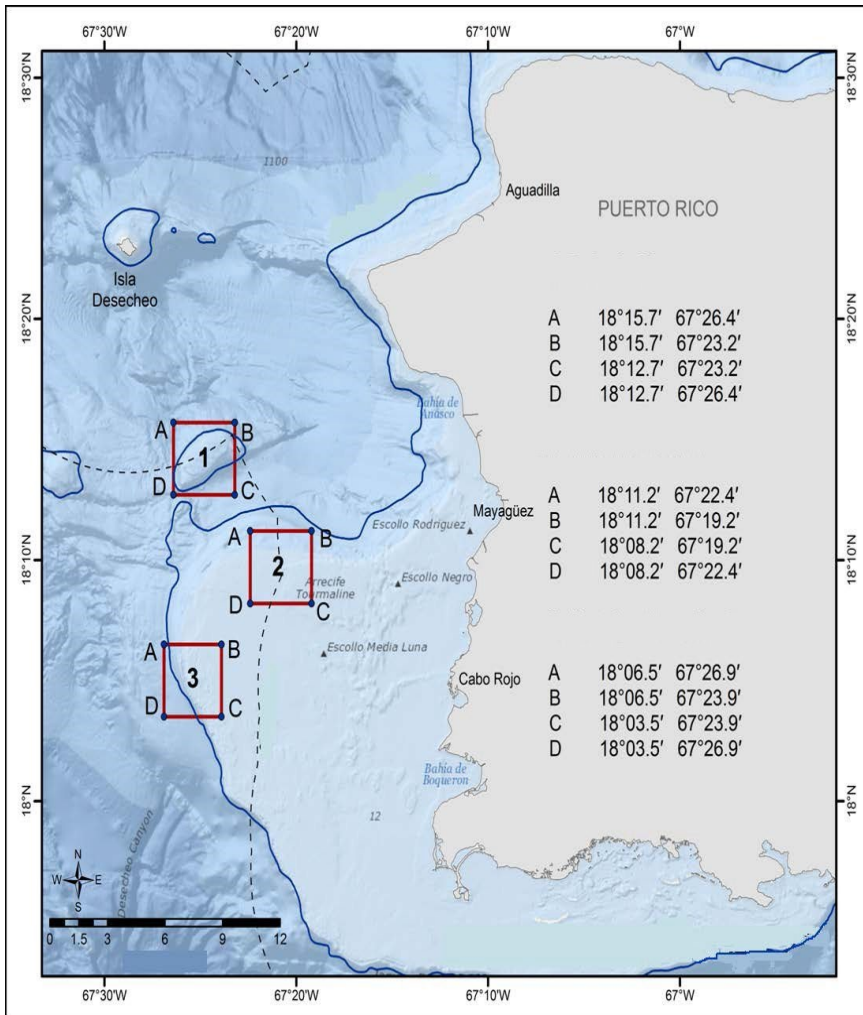 67°30'W 67°20'W 67°10'W 67°W
18°30'N
18°30'N
1100
Aguadilla
PUERTO RICO
Isla
Desecheo
18°20'N
18°20'N
A 18°15.7′ 67°26.4′
B 18°15.7′ 67°23.2′
C 18°12.7′ 67°23.2′
D 18°12.7′ 67°26.4′
Bahía de
Anasco
A B
1
D C
A 18°11.2′ 67°22.4′
B 18°11.2′ 67°19.2′
C 18°08.2′ 67°19.2′
D 18°08.2′ 67°22.4′
Mayagüez
Escollo Rodriguez
A B
2
D C
18°10'N
18°10'N
Arrecife
Tourmaline
Escollo Negro
Escollo Media Luna
A B
3
D C
Cabo Rojo
A 18°06.5′ 67°26.9′
B 18°06.5′ 67°23.9′
C 18°03.5′ 67°23.9′
D 18°03.5′ 67°26.9′
Bahía de
Boqueron
18°N
18°N
12
Desecheo Canyon
N
W E
S
0 1.5 3 6 9 12
67°30'W 67°20'W 67°10'W 67°W